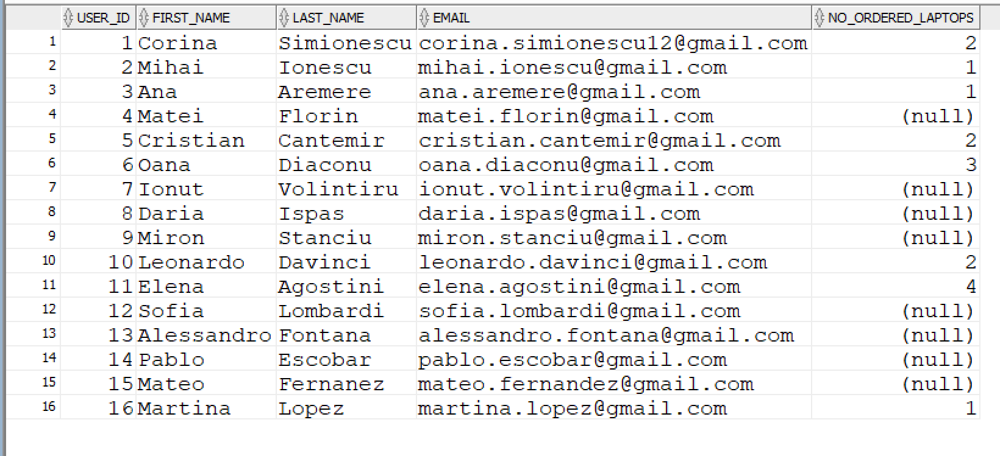 USER_ID FIRST_NAME LAST_NAME EMAIL NO_ORDERED_LAPTOPS
1 1 Corina Simionescu corina.simionescu12@gmail.com 2
2 2 Mihai Ionescu mihai.ionescu@gmail.com 1
3 3 Ana Aremere ana.aremere@gmail.com 1
4 4 Matei Florin matei.florin@gmail.com (null)
5 5 Cristian Cantemir cristian.cantemir@gmail.com 2
6 6 Oana Diaconu oana.diaconu@gmail.com 3
7 7 Ionut Volintiru ionut.volintiru@gmail.com (null)
8 8 Daria Ispas daria.ispas@gmail.com (null)
9 9 Miron Stanciu miron.stanciu@gmail.com (null)
10 10 Leonardo Davinci leonardo.davinci@gmail.com 2
11 11 Elena Agostini elena.agostini@gmail.com 4
12 12 Sofia Lombardi sofia.lombardi@gmail.com (null)
13 13 Alessandro Fontana alessandro.fontana@gmail.com (null)
14 14 Pablo Escobar pablo.escobar@gmail.com (null)
15 15 Mateo Fernanez mateo.fernandez@gmail.com (null)
16 16 Martina Lopez martina.lopez@gmail.com 1